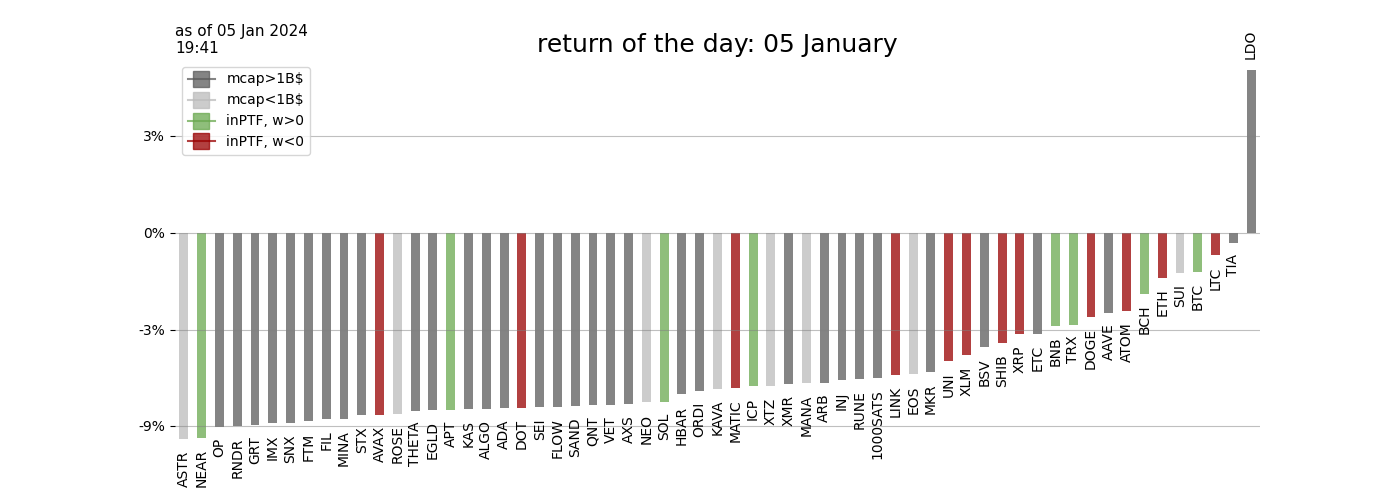 as of 05 Jan 2024
19:41
return of the day: 05 January
mcap>1B$
mcap<1B$
inPTF, w>0
inPTF, w<0
3%
0%
-3%
-9%
ASTR
NEAR
OP
RNDR
GRT
IMX
SNX
FTM
FIL
MINA
STX
AVAX
ROSE
THETA
EGLD
APT
KAS
ALGO
ADA
DOT
SEI
FLOW
SAND
QNT
VET
AXS
NEO
SOL
HBAR
ORDI
KAVA
MATIC
ICP
XTZ
XMR
MANA
ARB
INJ
RUNE
1000SATS
LINK
EOS
MKR
UNI
XLM
BSV
SHIB
XRP
ETC
BNB
TRX
DOGE
AAVE
ATOM
BCH
ETH
SUI
BTC
LTC
TIA
LDO